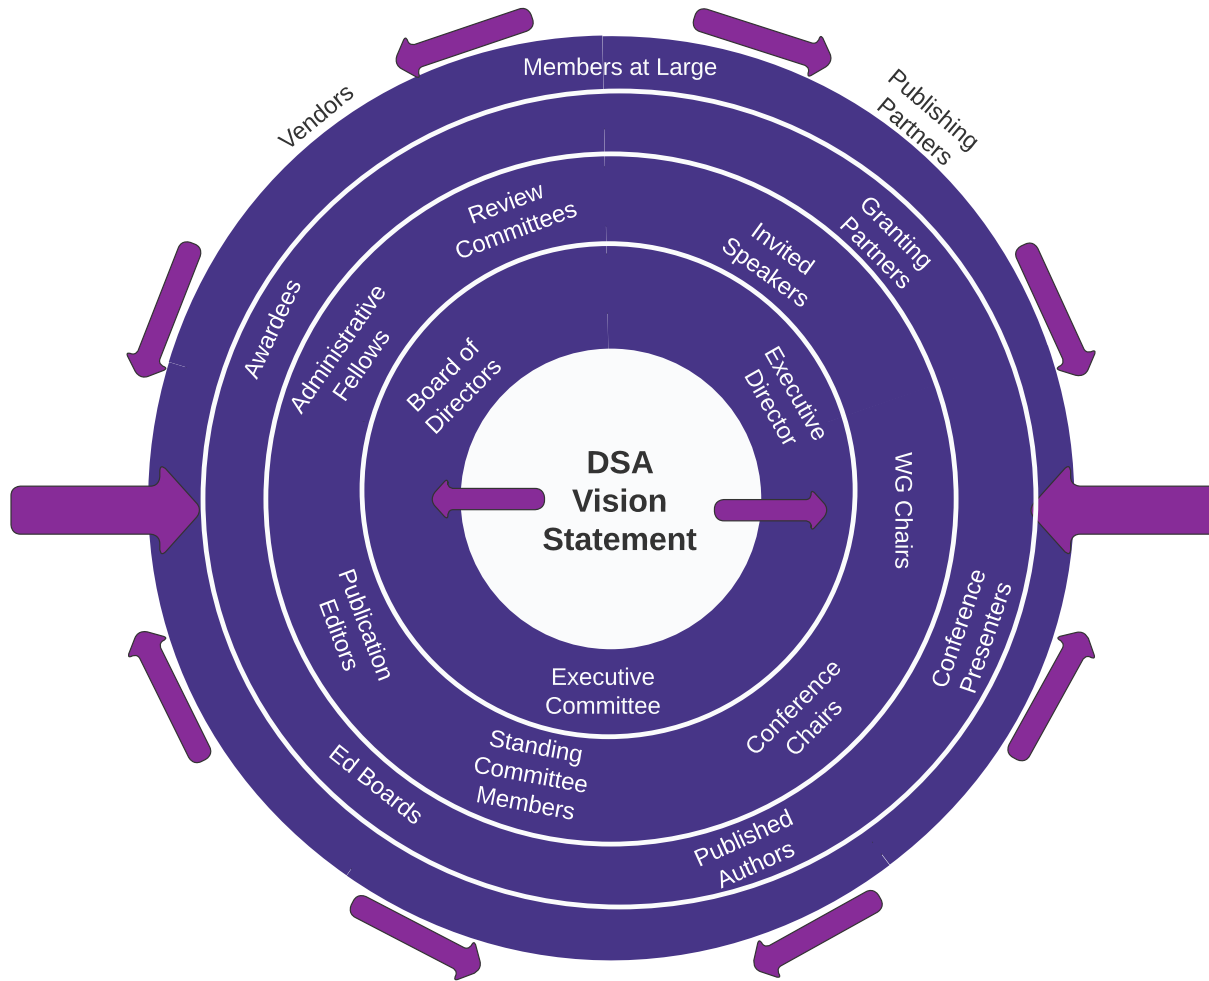 Members at Large
Vendors
Publishing
Partners
Review
Committees
Granting
Partners
Invited
Speakers
Awardees
Administrative
Fellows
Board of
Directors
Executive
Director
DSA
Vision
Statement
WG Chairs
Publication
Editors
Conference
Presenters
Executive
Committee
Conference
Chairs
Standing
Committee
Members
Ed Boards
Published
Authors